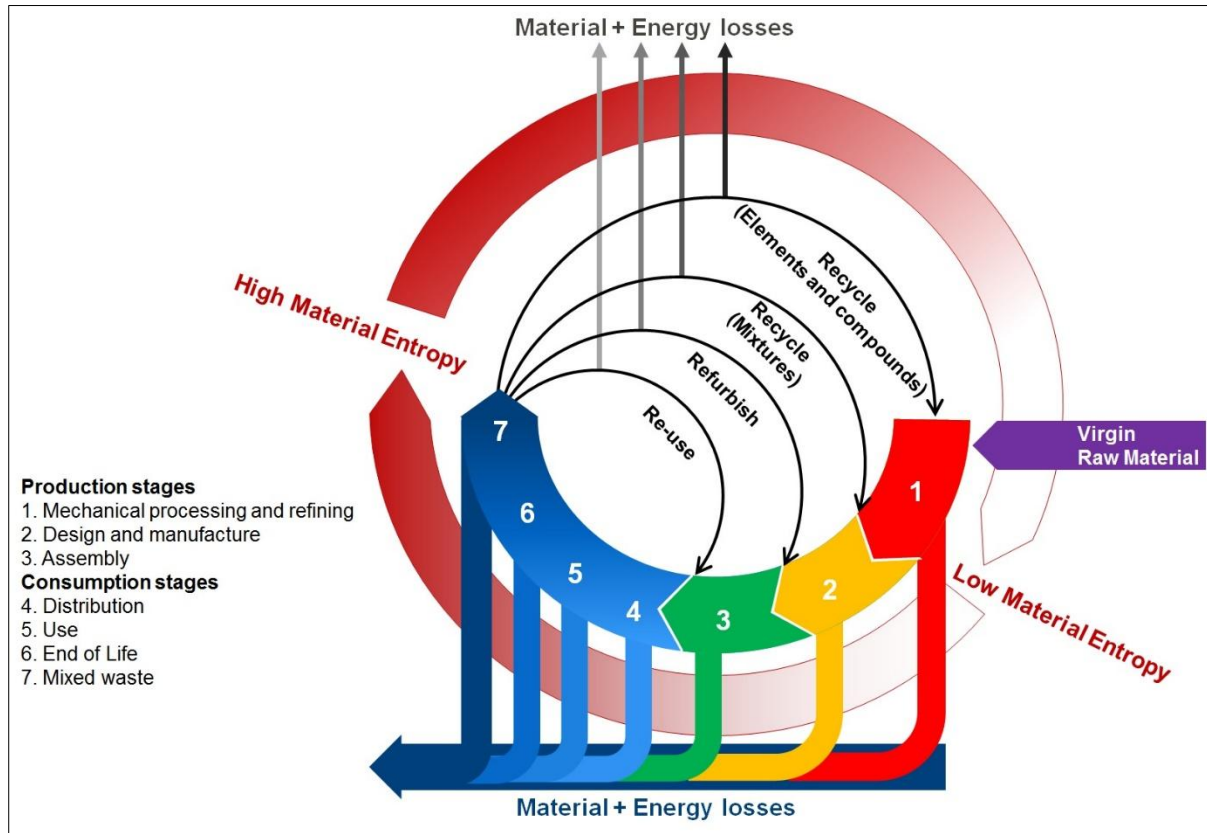 Material + Energy losses
High Material Entropy
Recycle
(Elements and compounds)
Recycle
(Mixtures)
Refurbish
Re-use
Virgin
Raw Material
Low Material Entropy
1
2
3
4
5
6
7
Production stages
1. Mechanical processing and refining
2. Design and manufacture
3. Assembly
Consumption stages
4. Distribution
5. Use
6. End of Life
7. Mixed waste
Material + Energy losses